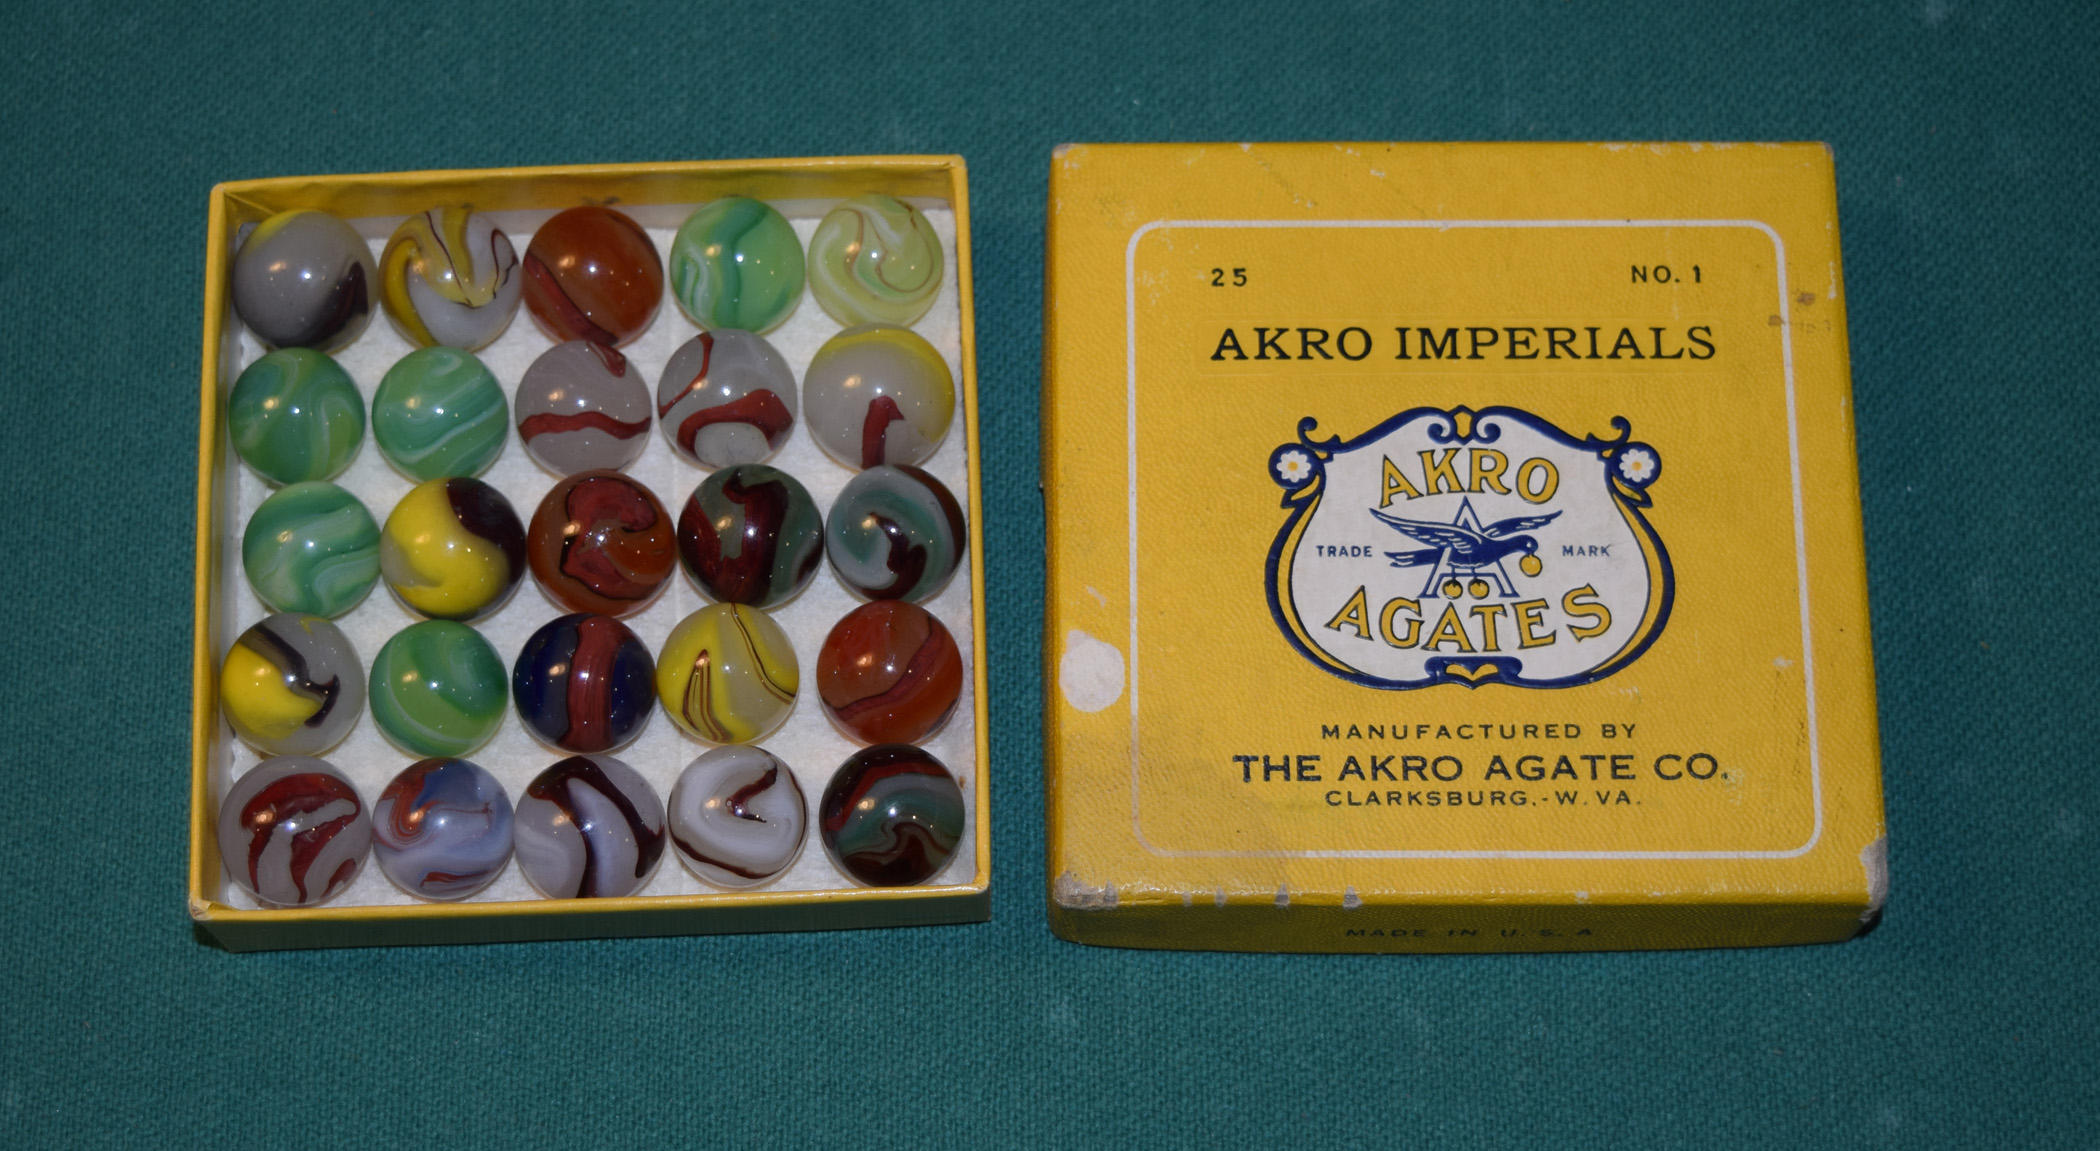 25 NO. 1
AKRO IMPERIALS
AKRO
TRADE A MARK
AGATES
MANUFACTURED BY
THE AKRO AGATE CO.
CLARKSBURG,-W. VA.
MADE IN U. S. A